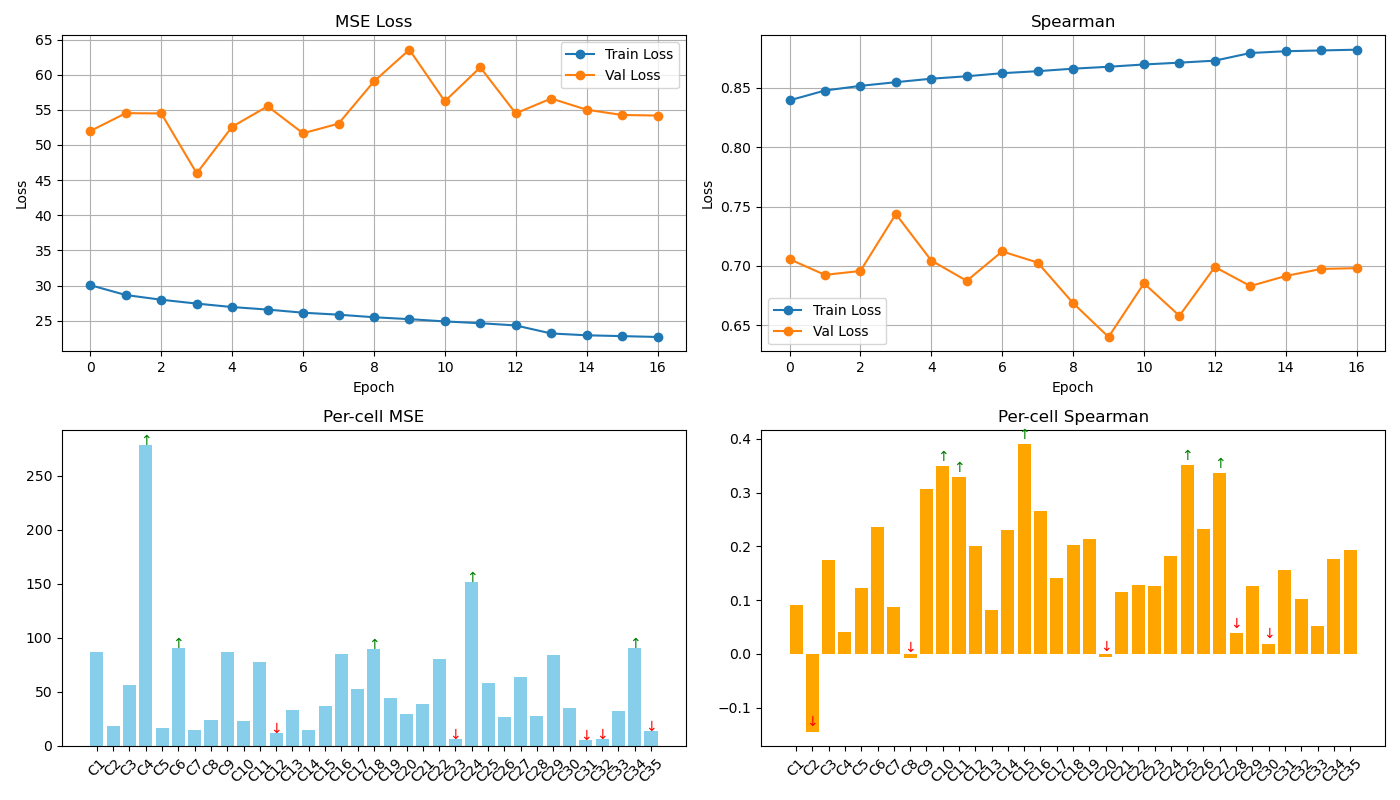 MSE Loss
65
60
55
50
45
40
35
30
25
Loss
Train Loss
Val Loss
0 2 4 6 8 10 12 14 16
Epoch
Spearman
0.85
0.80
0.75
0.70
0.65
Loss
Train Loss
Val Loss
0 2 4 6 8 10 12 14 16
Epoch
Per-cell MSE
250
200
150
100
50
0
↑ ↑ ↓ ↑ ↓ ↑ ↓ ↓ ↑ ↓
C1 C2 C3 C4 C5 C6 C7 C8 C9 C10 C11 C12 C13 C14 C15 C16 C17 C18 C19 C20 C21 C22 C23 C24 C25 C26 C27 C28 C29 C30 C31 C32 C33 C34 C35
Per-cell Spearman
0.4
0.3
0.2
0.1
0.0
−0.1
↓ ↓ ↑ ↑ ↑ ↓ ↑ ↑ ↓ ↓
C1 C2 C3 C4 C5 C6 C7 C8 C9 C10 C11 C12 C13 C14 C15 C16 C17 C18 C19 C20 C21 C22 C23 C24 C25 C26 C27 C28 C29 C30 C31 C32 C33 C34 C35